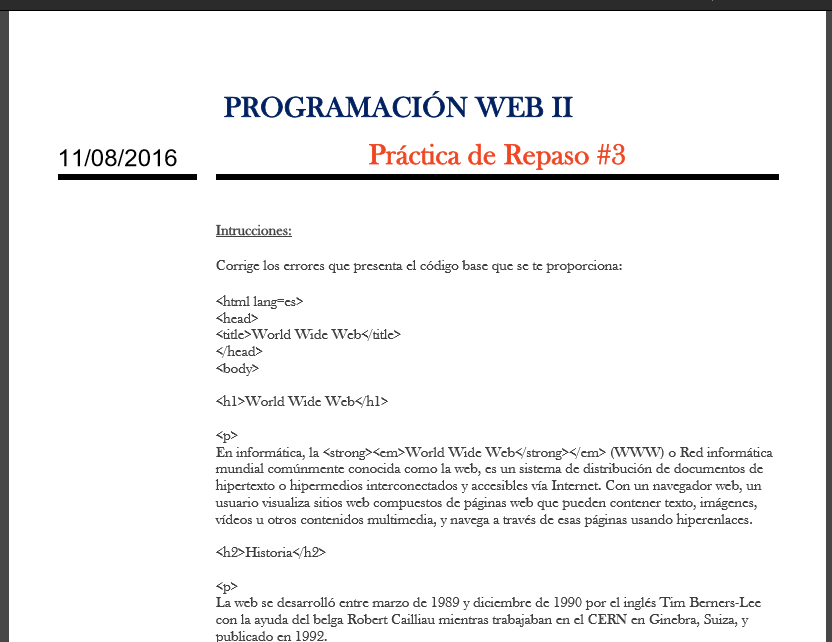 PROGRAMACIÓN WEB II
11/08/2016 Práctica de Repaso #3
Intrucciones:
Corrige los errores que presenta el código base que se te proporciona:
<html lang=es>
<head>
<title>World Wide Web</title>
</head>
<body>
<h1>World Wide Web</h1>
<p>
En informática, la <strong><em>World Wide Web</strong></em> (WWW) o Red informática
mundial comúnmente conocida como la web, es un sistema de distribución de documentos de
hipertexto o hipermedios interconectados y accesibles vía Internet. Con un navegador web, un
usuario visualiza sitios web compuestos de páginas web que pueden contener texto, imágenes,
vídeos u otros contenidos multimedia, y navega a través de esas páginas usando hiperenlaces.
<h2>Historia</h2>
<p>
La web se desarrolló entre marzo de 1989 y diciembre de 1990 por el inglés Tim Berners-Lee
con la ayuda del belga Robert Cailliau mientras trabajaban en el CERN en Ginebra, Suiza, y
publicado en 1992.